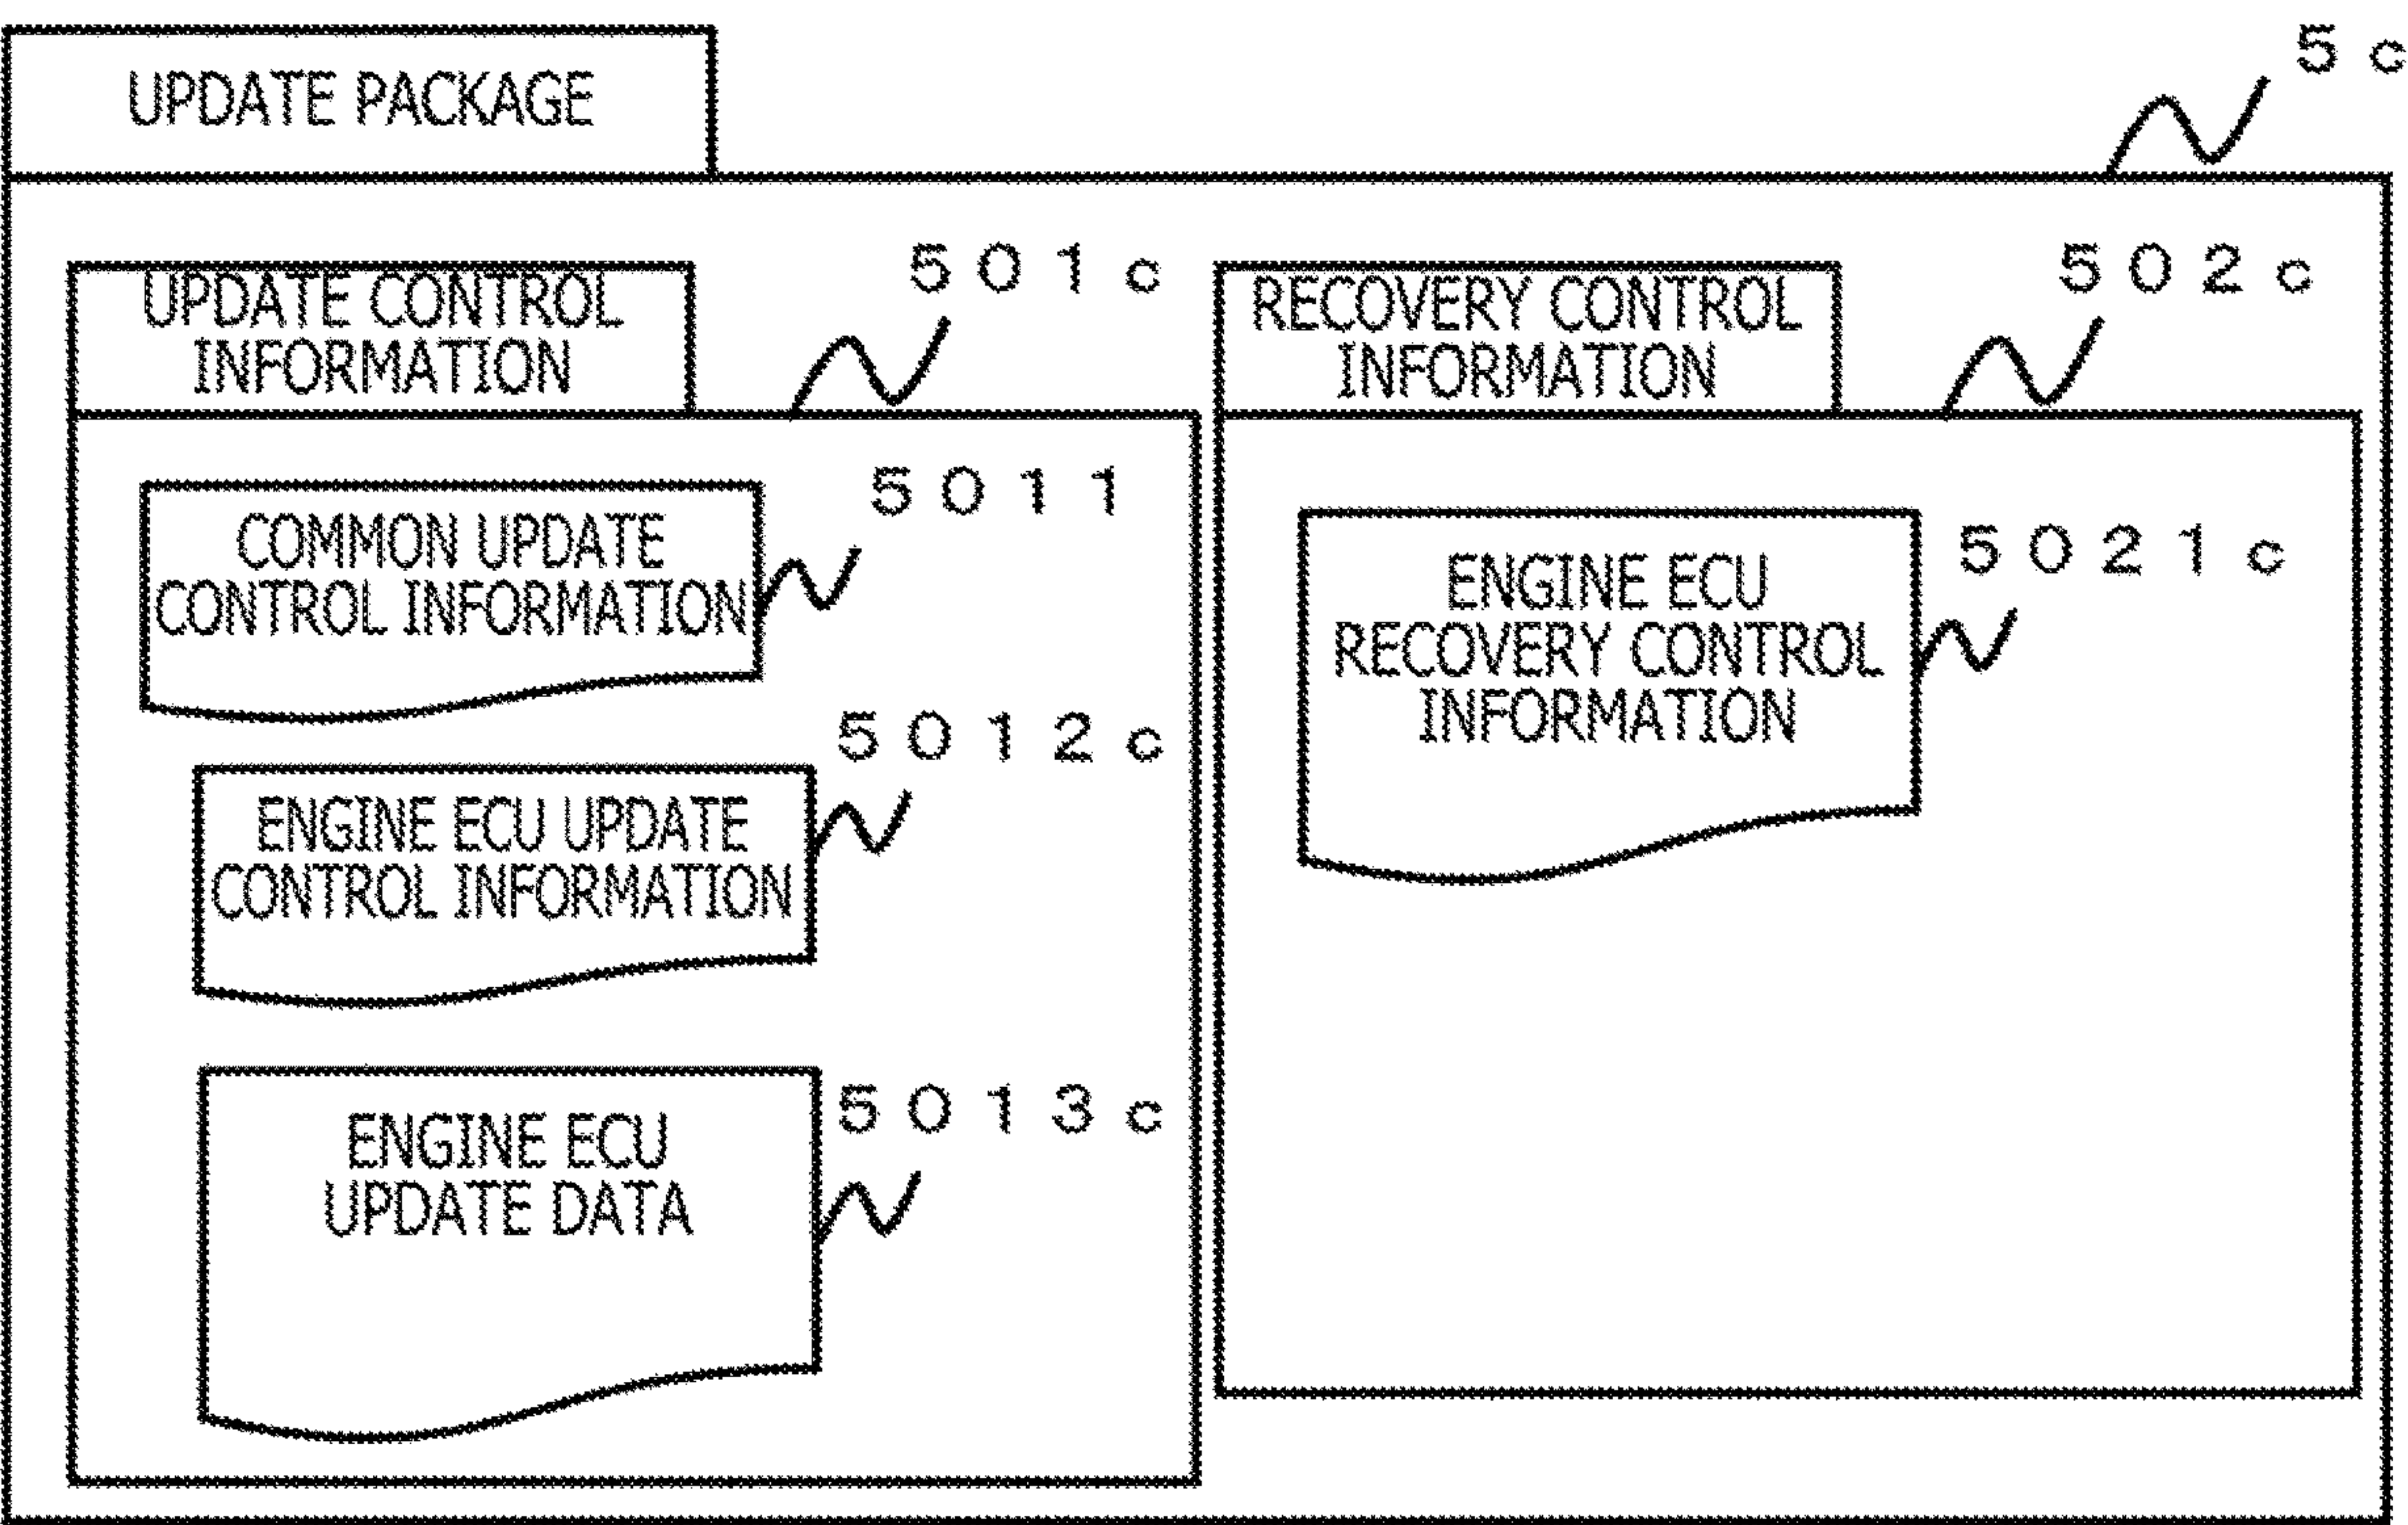 UPDATE PACKAGE
5c
UPDATE CONTROL
INFORMATION
501c
COMMON UPDATE
CONTROL INFORMATION
5011
ENGINE ECU UPDATE
CONTROL INFORMATION
5012c
ENGINE ECU
UPDATE DATA
5013c
RECOVERY CONTROL
INFORMATION
502c
ENGINE ECU
RECOVERY CONTROL
INFORMATION
5021c